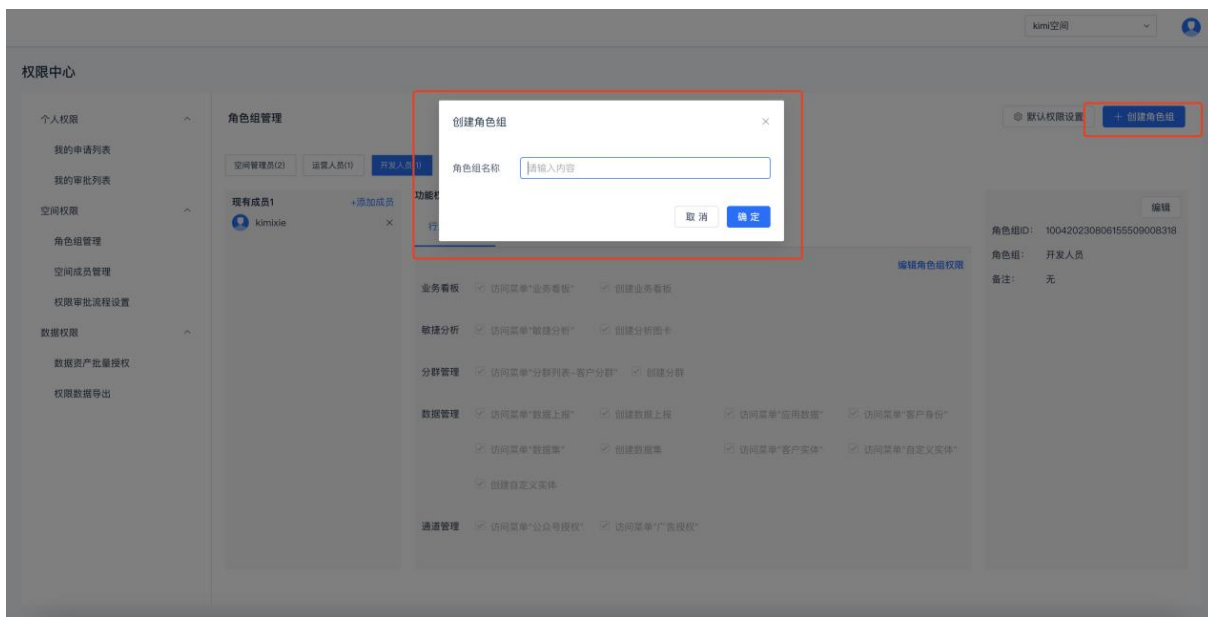 kimi空间
权限中心
个人权限
我的申请列表
我的审批列表
空间权限
角色组管理
空间成员管理
权限审批流程设置
数据权限
数据资产批量授权
权限数据导出
角色组管理
默认权限设置
+ 创建角色组
空间管理员(2) 运营人员(1) 开发人员(1)
现有成员1 +添加成员
kimixie
创建角色组
角色组名称 请输入内容
取消 确定
功能权
行
编辑角色组权限
业务看板 访问菜单"业务看板" 创建业务看板
敏捷分析 访问菜单"敏捷分析" 创建分析图卡
分群管理 访问菜单"分群列表-客户分群" 创建分群
数据管理 访问菜单"数据上报" 创建数据上报 访问菜单"应用数据" 访问菜单"客户身份"
访问菜单"数据集" 创建数据集 访问菜单"客户实体" 访问菜单"自定义实体"
创建自定义实体
通道管理 访问菜单"公众号授权" 访问菜单"广告授权"
编辑
角色组ID: 100420230806155509008318
角色组: 开发人员
备注: 无